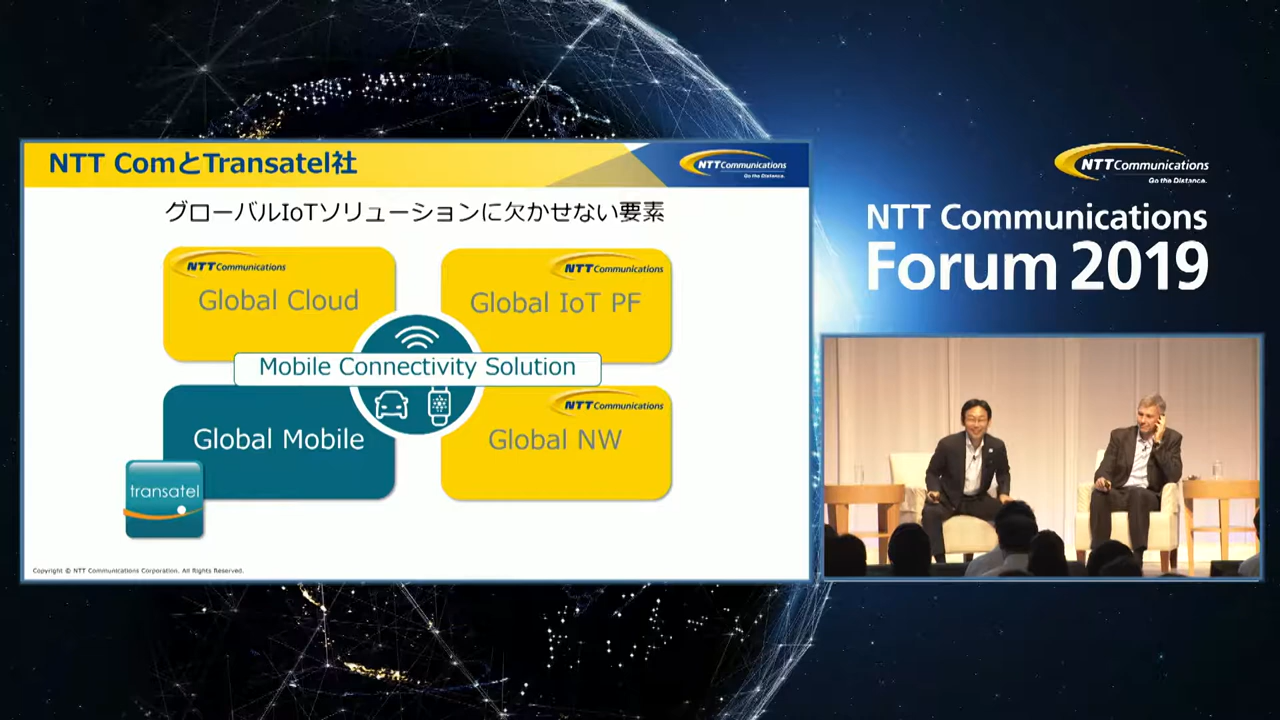 NTT ComとTransatel社
NTT Communications
Go the Distance.
グローバルIoTソリューションに欠かせない要素
NTT Communications
Global Cloud
NTT Communications
Global IoT PF
Mobile Connectivity Solution
Global Mobile
transatel
NTT Communications
Global NW
Copyright © NTT Communications Corporation. All Rights Reserved.
NTT Communications
Go the Distance.
NTT Communications
Forum 2019